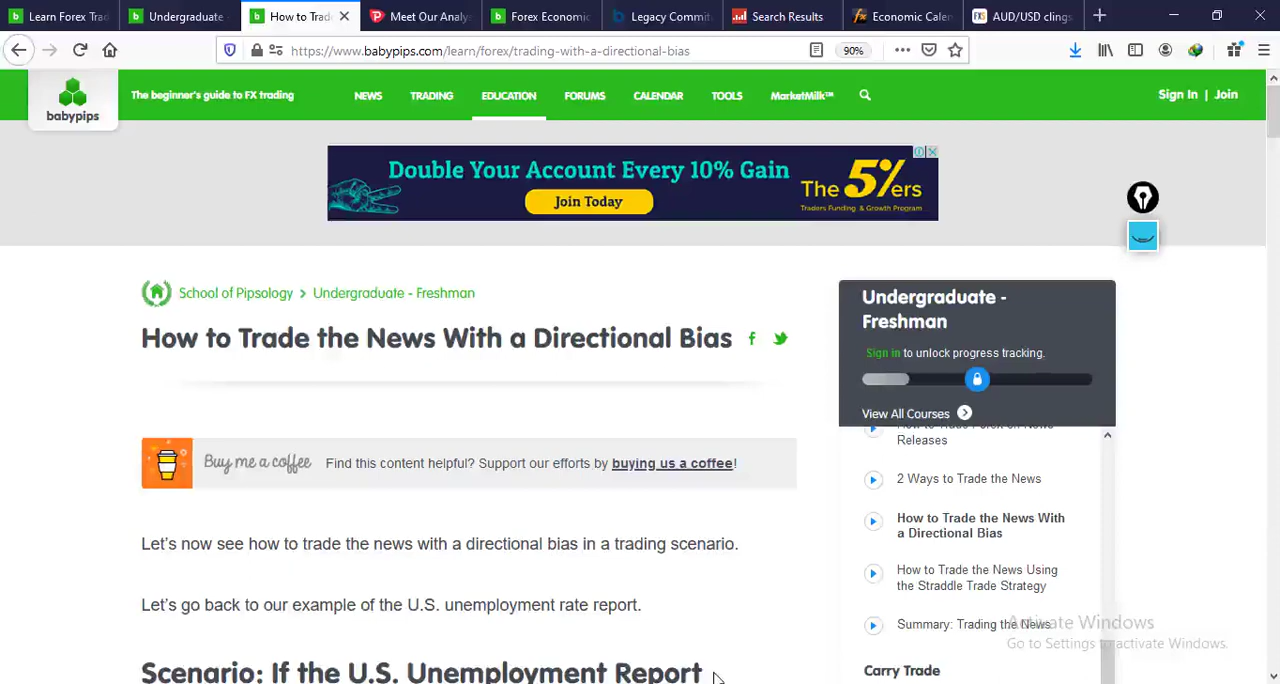 Learn Forex Trad
Undergraduate
How to Trad
Meet Our Analy
Forex Economic
Legacy Commit
Search Results
Economic Calen
AUD/USD clings
https://www.babypips.com/learn/forex/trading-with-a-directional-bias
90%
babypips
The beginner's guide to FX trading
NEWS
TRADING
EDUCATION
FORUMS
CALENDAR
TOOLS
MarketMilk™
Sign In | Join
Double Your Account Every 10% Gain
Join Today
The 5%ers
Traders Funding & Growth Program
School of Pipsology > Undergraduate - Freshman
How to Trade the News With a Directional Bias
Buy me a coffee
Find this content helpful? Support our efforts by buying us a coffee!
Let's now see how to trade the news with a directional bias in a trading scenario.
Let's go back to our example of the U.S. unemployment rate report.
Scenario: If the U.S. Unemployment Report
Undergraduate -
Freshman
Sign in to unlock progress tracking.
View All Courses
How to Trade Forex on News
Releases
2 Ways to Trade the News
How to Trade the News With
a Directional Bias
How to Trade the News Using
the Straddle Trade Strategy
Summary: Trading the News
Carry Trade
Activate Windows
Go to Settings to activate Windows.